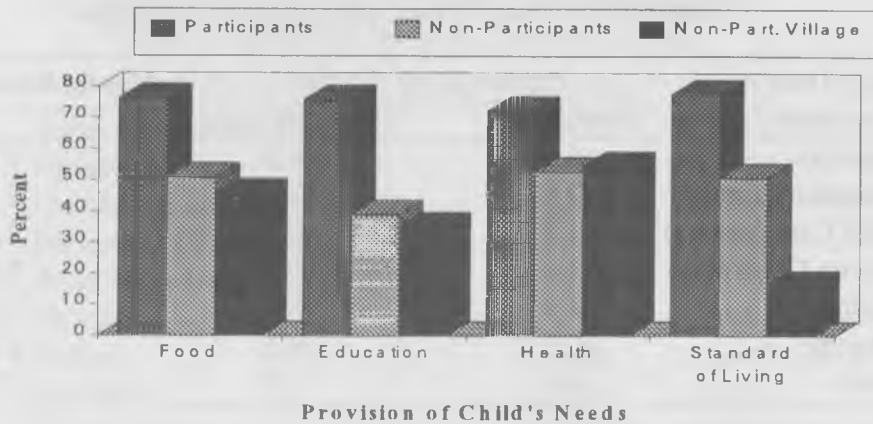 Participants Non-Participants Non-Part. Village
80
70
60
50
40
30
20
10
0
Percent
Food Education Health Standard
of Living
Provision of Child's Needs